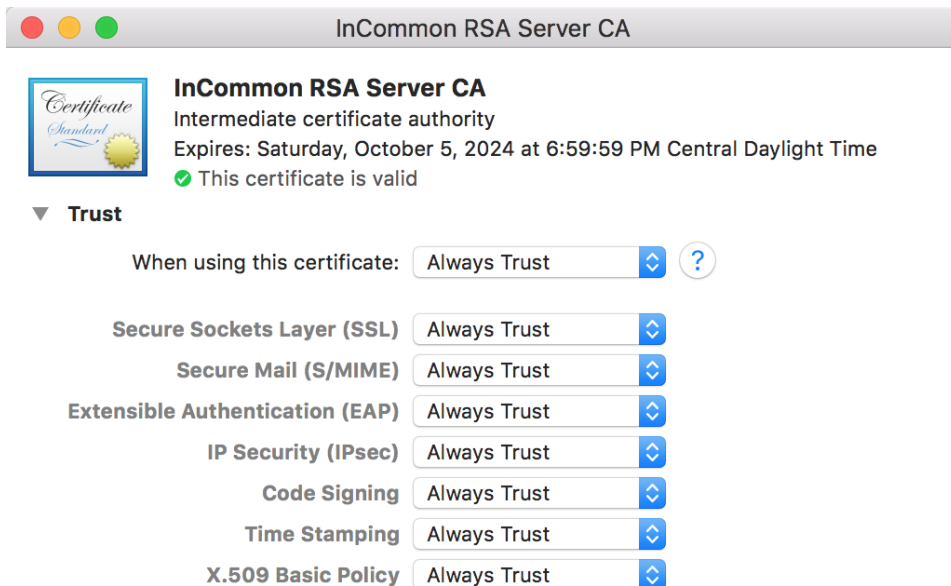 InCommon RSA Server CA
Certificate
Standard
InCommon RSA Server CA
Intermediate certificate authority
Expires: Saturday, October 5, 2024 at 6:59:59 PM Central Daylight Time
This certificate is valid
Trust
When using this certificate: Always Trust ?
Secure Sockets Layer (SSL) Always Trust
Secure Mail (S/MIME) Always Trust
Extensible Authentication (EAP) Always Trust
IP Security (IPsec) Always Trust
Code Signing Always Trust
Time Stamping Always Trust
X.509 Basic Policy Always Trust